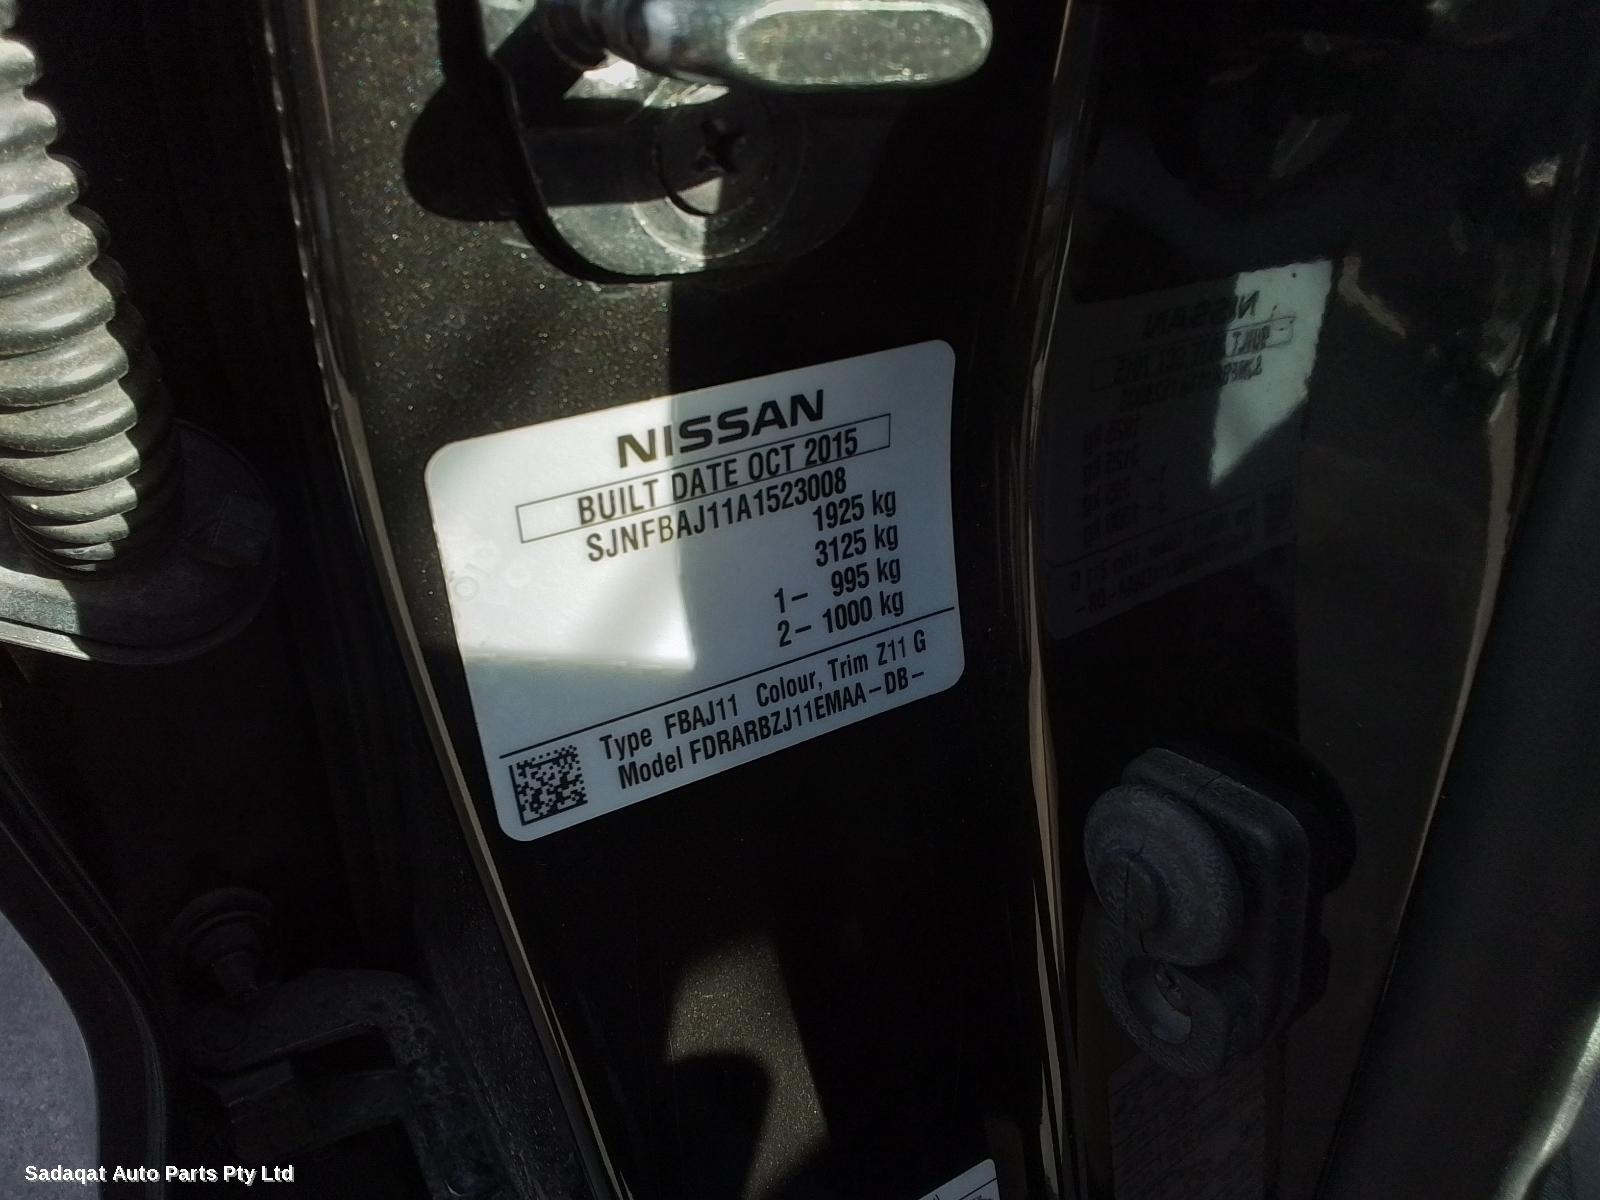 NISSAN
BUILT DATE OCT 2015
SJNFBAJ11A1523008
1925 kg
3125 kg
1 – 995 kg
2 – 1000 kg
Type FBAJ11 Colour, Trim Z11 G
Model FDRARBZJ11EMAA – DB –
Sadaqat Auto Parts Pty Ltd